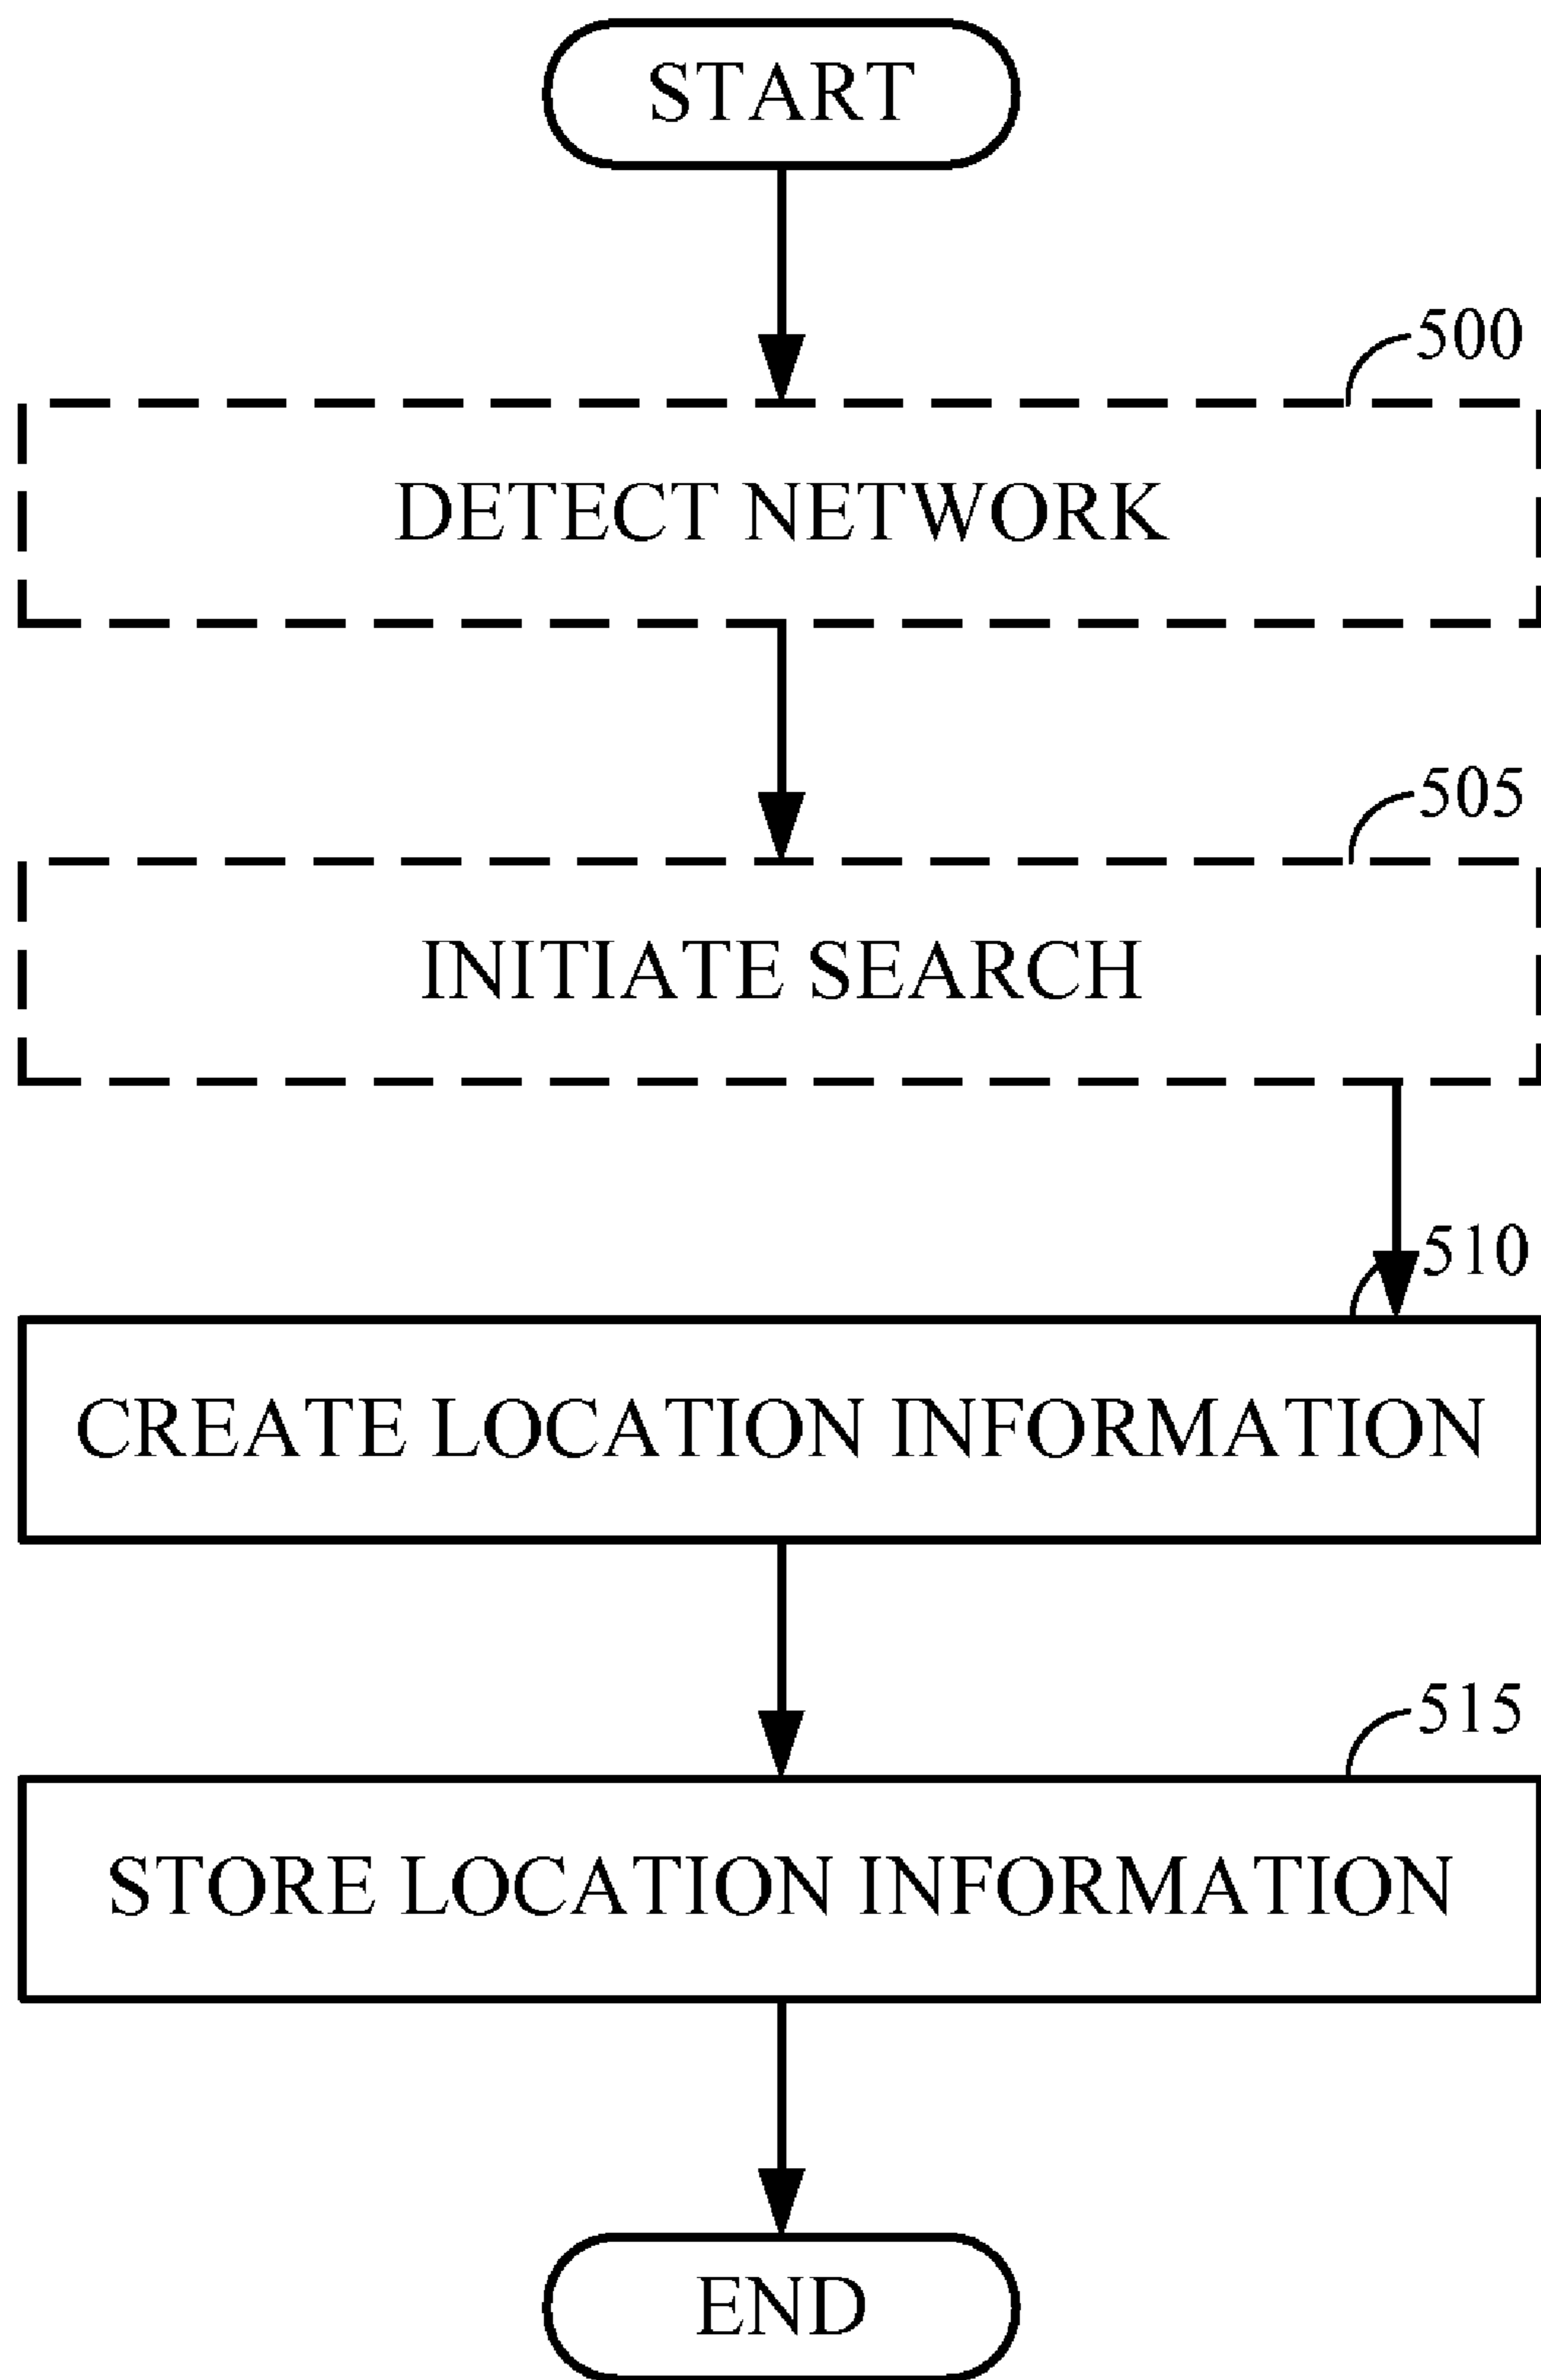 START
500
DETECT NETWORK
505
INITIATE SEARCH
510
CREATE LOCATION INFORMATION
515
STORE LOCATION INFORMATION
END